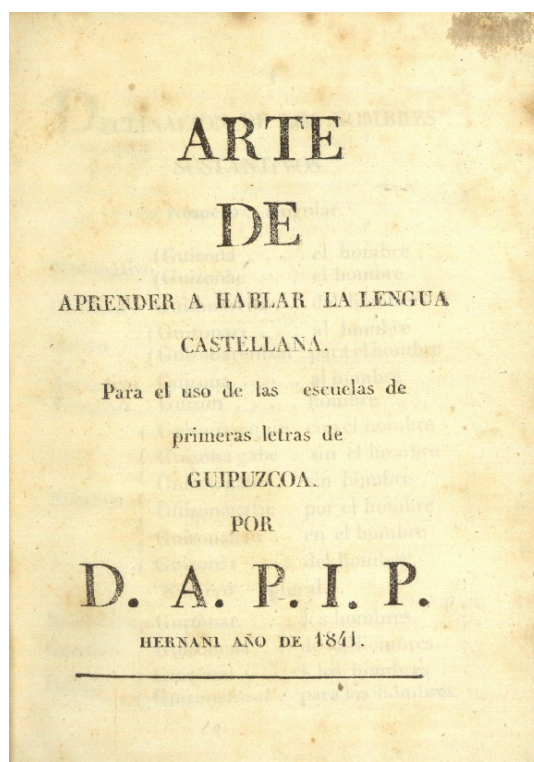 ARTE
DE
APRENDER A HABLAR LA LENGUA
CASTELLANA.
Para el uso de las escuelas de
primeras letras de
GUIPUZCOA.
POR
D. A. P. I. P.
HERNANI AÑO DE 1841.